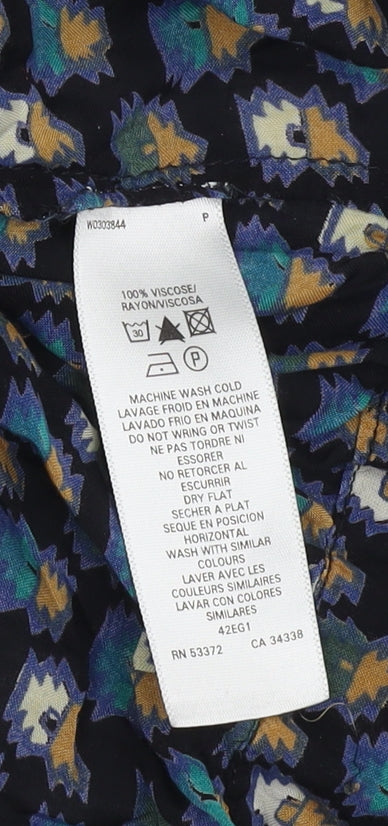 WO303844 P
100% VISCOSE/
RAYON/VISCOSA
30
P
MACHINE WASH COLD
LAVAGE FROID EN MACHINE
LAVADO FRIO EN MAQUINA
DO NOT WRING OR TWIST
NE PAS TORDRE NI
ESSORER
NO RETORCER AL
ESCURRIR
DRY FLAT
SECHER A PLAT
SEQUE EN POSICION
HORIZONTAL
WASH WITH SIMILAR
COLOURS
LAVER AVEC LES
COULEURS SIMILAIRES
LAVAR CON COLORES
SIMILARES
42EG1
RN 53372 CA 34338